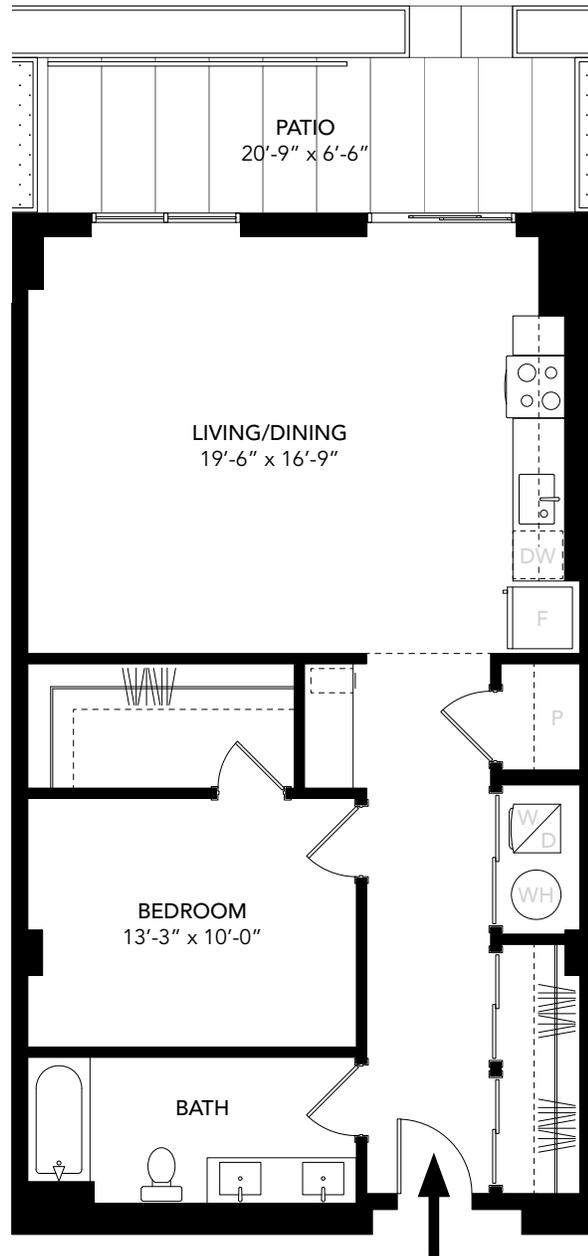 PATIO
20’-9” x 6’-6”
LIVING/DINING
19’-6” x 16’-9”
DW
F
P
W
D
WH
BEDROOM
13’-3” x 10’-0”
BATH